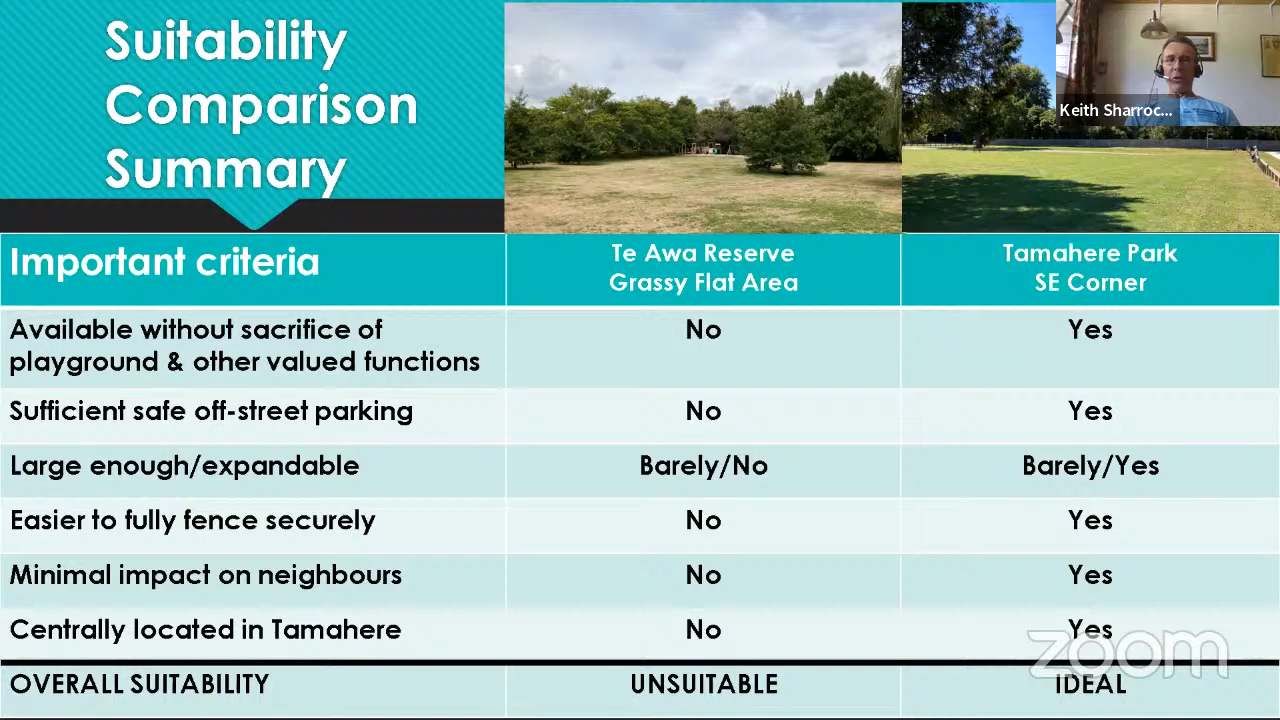 Suitability
Comparison
Summary
Keith Sharroc...
Important criteria
Te Awa Reserve
Grassy Flat Area
Tamahere Park
SE Corner
Available without sacrifice of
playground & other valued functions
No
Yes
Sufficient safe off-street parking
No
Yes
Large enough/expandable
Barely/No
Barely/Yes
Easier to fully fence securely
No
Yes
Minimal impact on neighbours
No
Yes
Centrally located in Tamahere
No
Yes
zoom
OVERALL SUITABILITY
UNSUITABLE
IDEAL